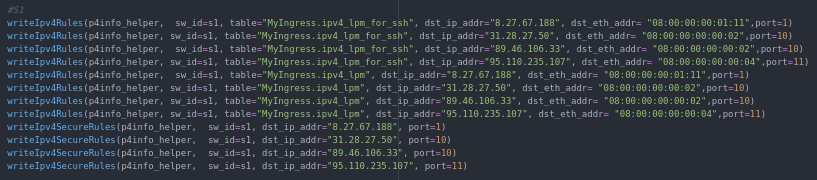 #S1
writeIpv4Rules(p4info_helper,  sw_id=s1, table="MyIngress.ipv4_lpm_for_ssh", dst_ip_addr="8.27.67.188", dst_eth_addr= "08:00:00:00:01:11",port=1)
writeIpv4Rules(p4info_helper, sw_id=s1, table="MyIngress.ipv4_lpm_for_ssh", dst_ip_addr="31.28.27.50", dst_eth_addr= "08:00:00:00:00:02",port=10)
writeIpv4Rules(p4info_helper,  sw_id=s1, table="MyIngress.ipv4_lpm_for_ssh", dst_ip_addr="89.46.106.33", dst_eth_addr= "08:00:00:00:00:02",port=10)
writeIpv4Rules(p4info_helper,  sw_id=s1, table="MyIngress.ipv4_lpm_for_ssh", dst_ip_addr="95.110.235.107", dst_eth_addr= "08:00:00:00:00:04",port=11)
writeIpv4Rules(p4info_helper,  sw_id=s1, table="MyIngress.ipv4_lpm", dst_ip_addr="8.27.67.188", dst_eth_addr= "08:00:00:00:01:11",port=1)
writeIpv4Rules(p4info_helper, sw_id=s1, table="MyIngress.ipv4_lpm", dst_ip_addr="31.28.27.50", dst_eth_addr= "08:00:00:00:00:02",port=10)
writeIpv4Rules(p4info_helper, sw_id=s1, table="MyIngress.ipv4_lpm", dst_ip_addr="89.46.106.33", dst_eth_addr= "08:00:00:00:00:02",port=10)
writeIpv4Rules(p4info_helper, sw_id=s1, table="MyIngress.ipv4_lpm", dst_ip_addr="95.110.235.107", dst_eth_addr= "08:00:00:00:00:04",port=11)
writeIpv4SecureRules(p4info_helper,  sw_id=s1, dst_ip_addr="8.27.67.188", port=1)
writeIpv4SecureRules(p4info_helper,  sw_id=s1, dst_ip_addr="31.28.27.50", port=10)
writeIpv4SecureRules(p4info_helper,  sw_id=s1, dst_ip_addr="89.46.106.33", port=10)
writeIpv4SecureRules(p4info_helper,  sw_id=s1, dst_ip_addr="95.110.235.107", port=11)